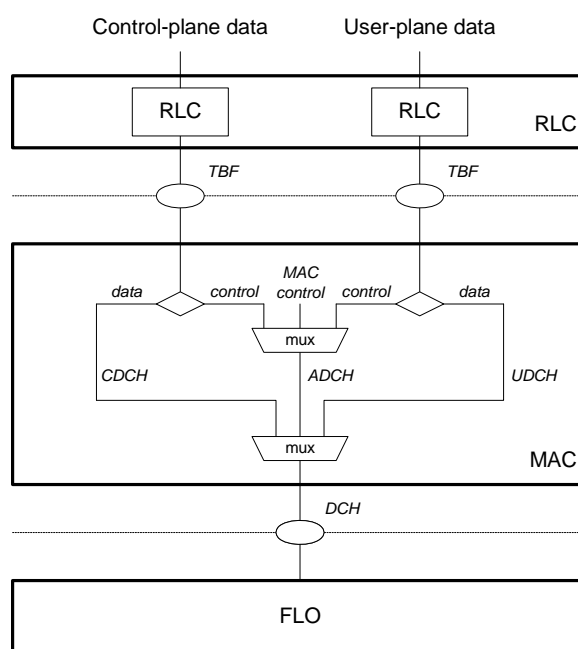 Control-plane data
User-plane data
RLC
RLC
RLC
TBF
TBF
MAC
data
control
control
control
data
mux
CDCH
ADCH
UDCH
mux
MAC
DCH
FLO